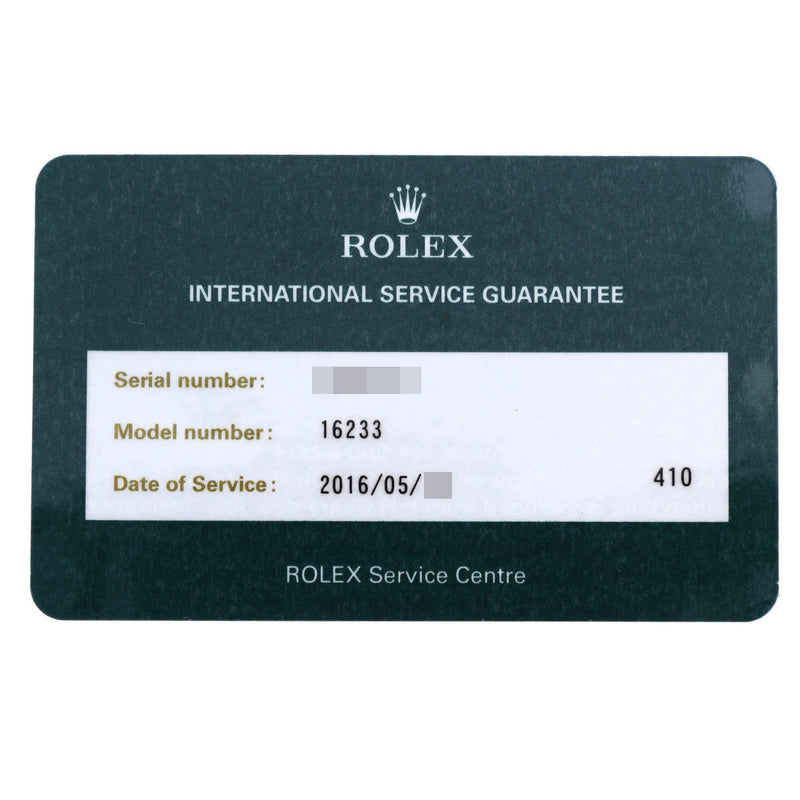 ROLEX
INTERNATIONAL SERVICE GUARANTEE
Serial number:
Model number: 16233
Date of Service: 2016/05/
410
ROLEX Service Centre